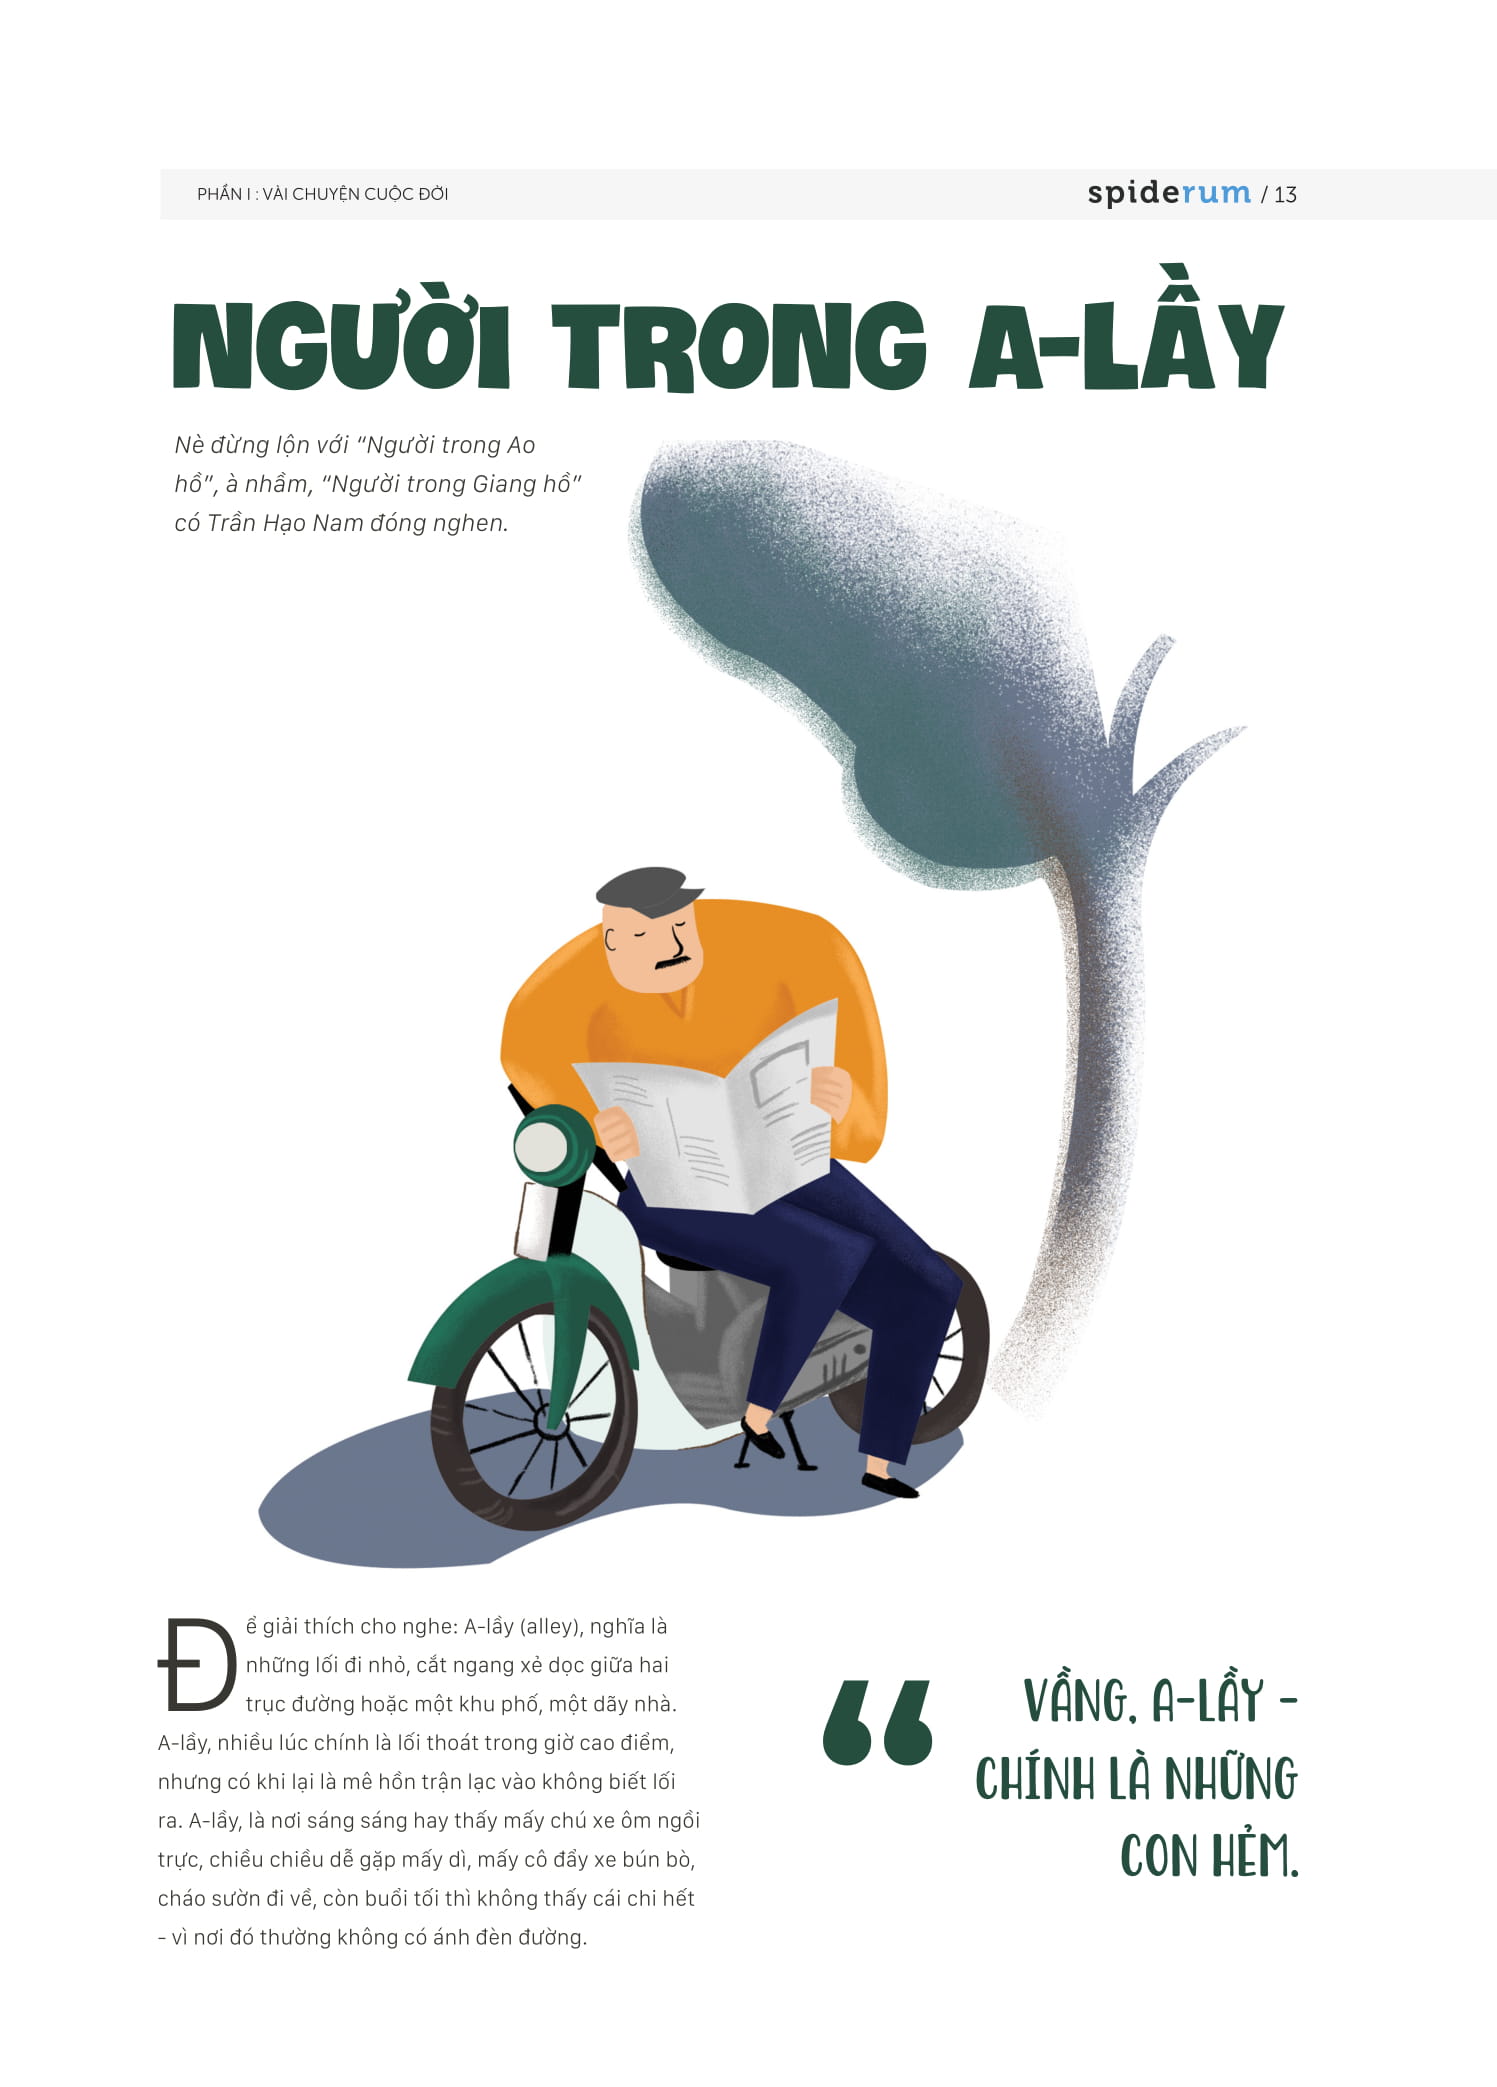 PHẦN I : VÀI CHUYỆN CUỘC ĐỜI
spiderum / 13
NGƯỜI TRONG A-LẦY
Nè đừng lộn với “Người trong Ao
hồ”, à nhầm, “Người trong Giang hồ”
có Trần Hạo Nam đóng nghen.
Để giải thích cho nghe: A-lầy (alley), nghĩa là
những lối đi nhỏ, cắt ngang xẻ dọc giữa hai
trục đường hoặc một khu phố, một dãy nhà.
A-lầy, nhiều lúc chính là lối thoát trong giờ cao điểm,
nhưng có khi lại là mê hồn trận lạc vào không biết lối
ra. A-lầy, là nơi sáng sáng hay thấy mấy chú xe ôm ngồi
trực, chiều chiều dễ gặp mấy dì, mấy cô đẩy xe bún bò,
cháo sườn đi về, còn buổi tối thì không thấy cái chi hết
- vì nơi đó thường không có ánh đèn đường.
“
VẦNG, A-LẦY -
CHÍNH LÀ NHỮNG
CON HẺM.